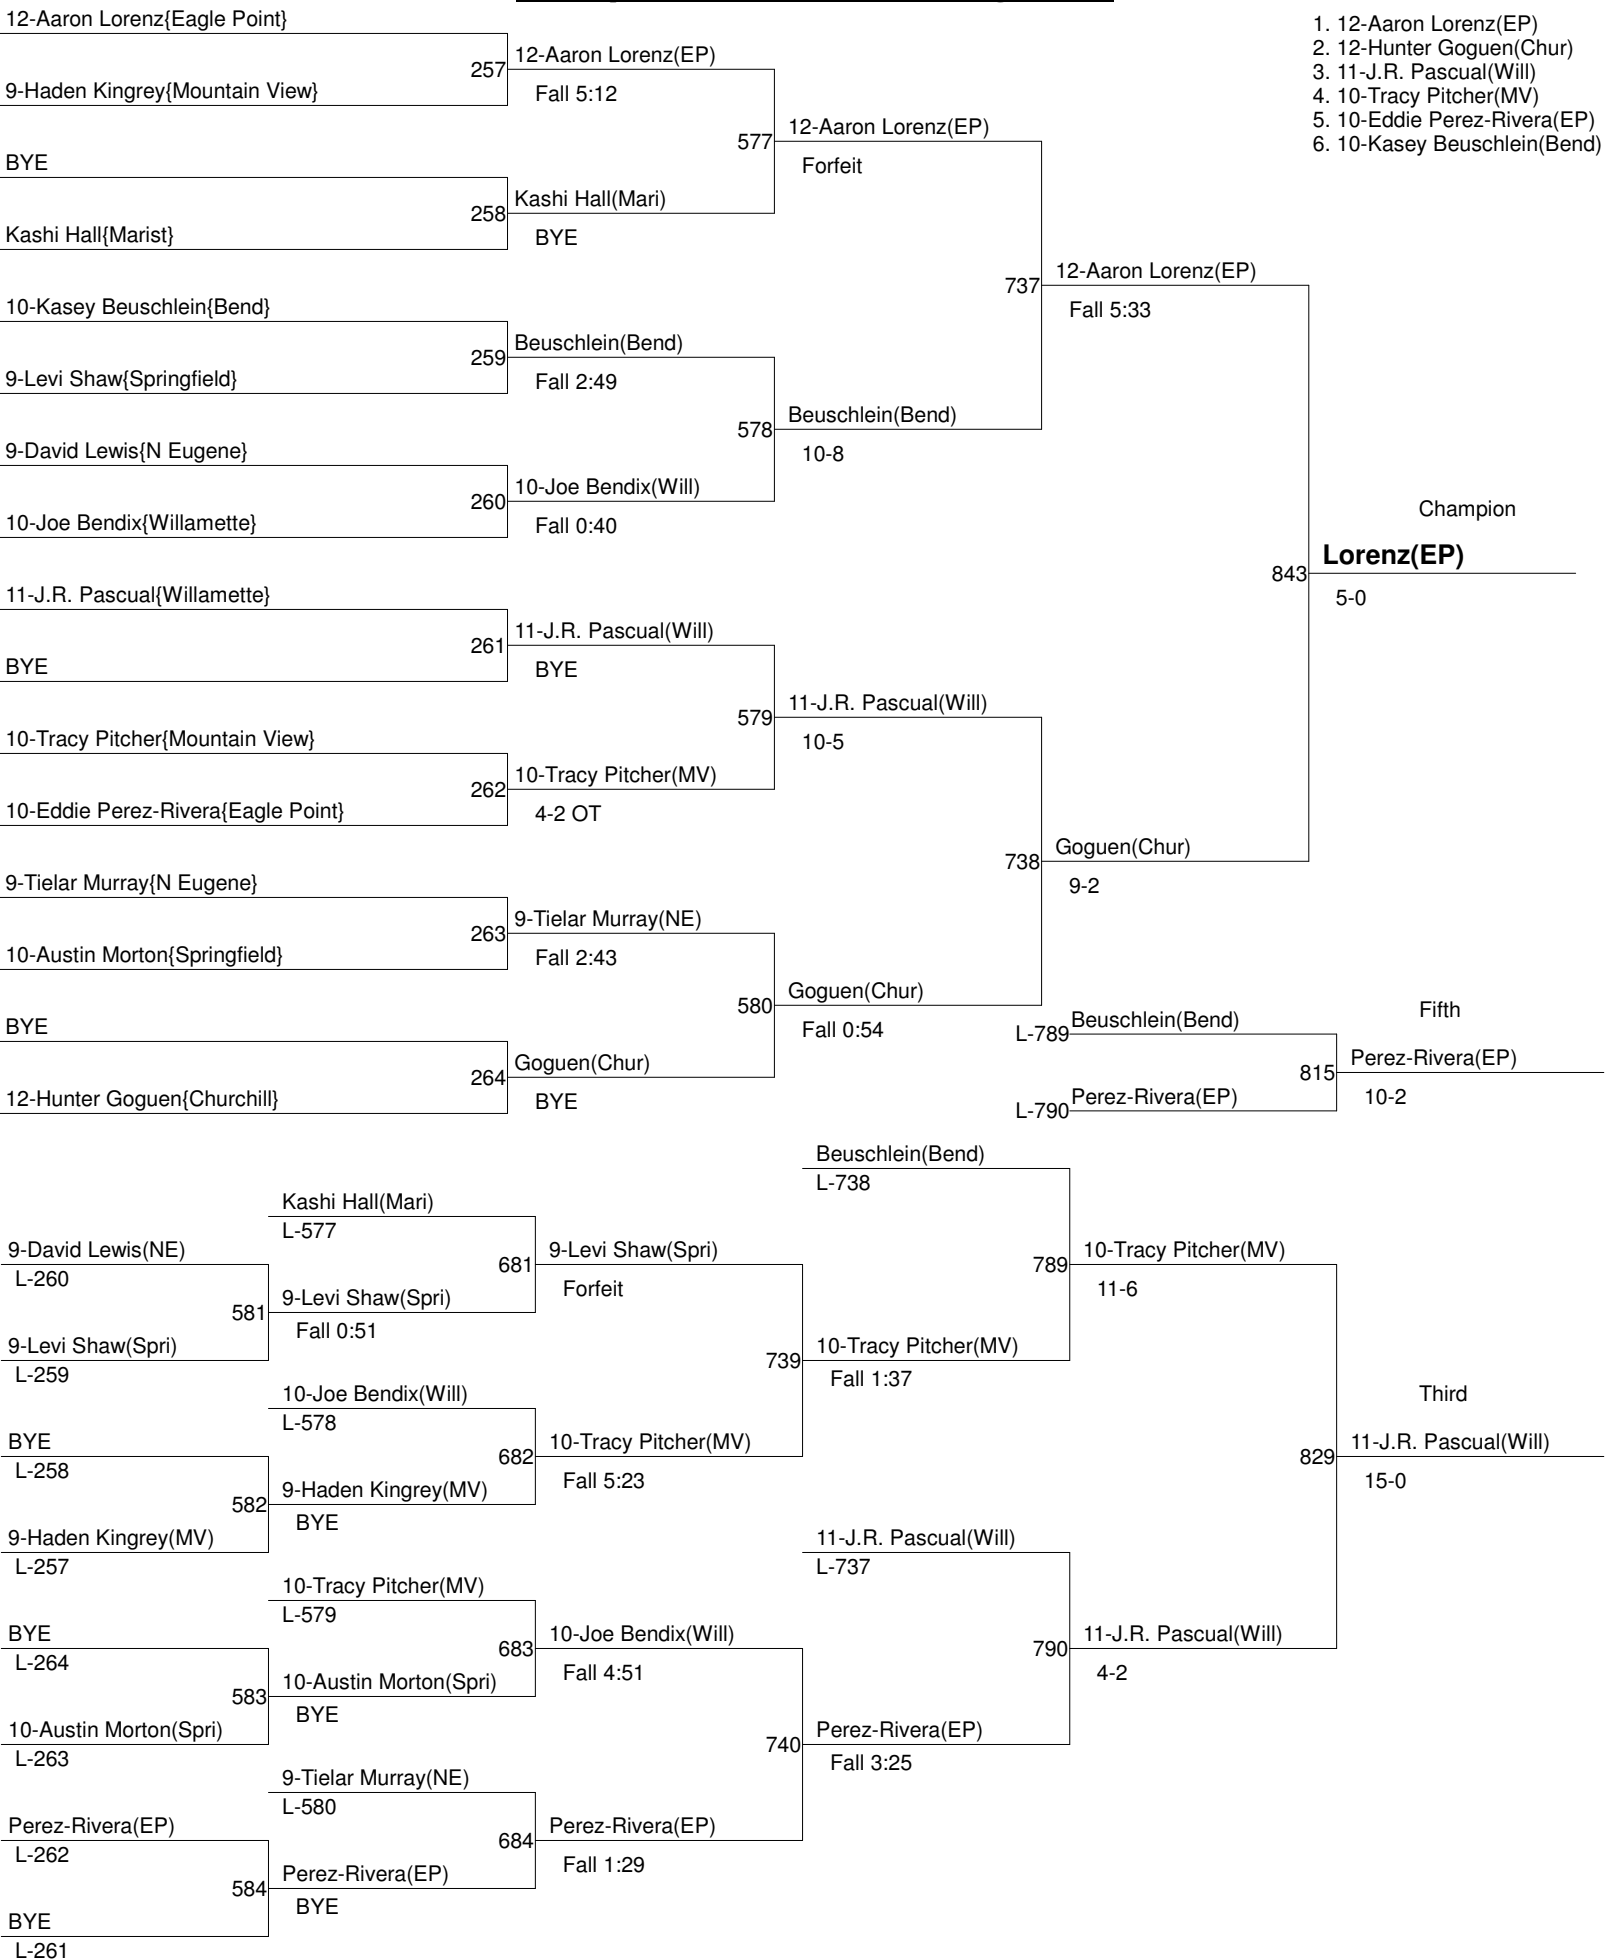 12-Aaron Lorenz{Eagle Point}
9-Haden Kingrey{Mountain View}
BYE
Kashi Hall{Marist}
10-Kasey Beuschlein{Bend}
9-Levi Shaw{Springfield}
9-David Lewis{N Eugene}
10-Joe Bendix{Willamette}
11-J.R. Pascual{Willamette}
BYE
10-Tracy Pitcher{Mountain View}
10-Eddie Perez-Rivera{Eagle Point}
9-Tielar Murray{N Eugene}
10-Austin Morton{Springfield}
BYE
12-Hunter Goguen{Churchill}
257
12-Aaron Lorenz(EP)
Fall 5:12
258
Kashi Hall(Mari)
BYE
259
Beuschlein(Bend)
Fall 2:49
260
10-Joe Bendix(Will)
Fall 0:40
261
11-J.R. Pascual(Will)
BYE
262
10-Tracy Pitcher(MV)
4-2 OT
263
9-Tielar Murray(NE)
Fall 2:43
264
Goguen(Chur)
BYE
577
12-Aaron Lorenz(EP)
Forfeit
578
Beuschlein(Bend)
10-8
579
11-J.R. Pascual(Will)
10-5
580
Goguen(Chur)
Fall 0:54
737
12-Aaron Lorenz(EP)
Fall 5:33
738
Goguen(Chur)
9-2
1. 12-Aaron Lorenz(EP)
2. 12-Hunter Goguen(Chur)
3. 11-J.R. Pascual(Will)
4. 10-Tracy Pitcher(MV)
5. 10-Eddie Perez-Rivera(EP)
6. 10-Kasey Beuschlein(Bend)
Champion
843
Lorenz(EP)
5-0
Fifth
L-789
Beuschlein(Bend)
L-790
Perez-Rivera(EP)
815
Perez-Rivera(EP)
10-2
9-David Lewis(NE)
L-260
9-Levi Shaw(Spri)
L-259
BYE
L-258
9-Haden Kingrey(MV)
L-257
BYE
L-264
10-Austin Morton(Spri)
L-263
Perez-Rivera(EP)
L-262
BYE
L-261
Kashi Hall(Mari)
L-577
581
9-Levi Shaw(Spri)
Fall 0:51
10-Joe Bendix(Will)
L-578
582
9-Haden Kingrey(MV)
BYE
10-Tracy Pitcher(MV)
L-579
583
10-Austin Morton(Spri)
BYE
9-Tielar Murray(NE)
L-580
584
Perez-Rivera(EP)
BYE
681
9-Levi Shaw(Spri)
Forfeit
682
10-Tracy Pitcher(MV)
Fall 5:23
683
10-Joe Bendix(Will)
Fall 4:51
684
Perez-Rivera(EP)
Fall 1:29
Beuschlein(Bend)
L-738
739
10-Tracy Pitcher(MV)
Fall 1:37
11-J.R. Pascual(Will)
L-737
740
Perez-Rivera(EP)
Fall 3:25
789
10-Tracy Pitcher(MV)
11-6
790
11-J.R. Pascual(Will)
4-2
Third
829
11-J.R. Pascual(Will)
15-0